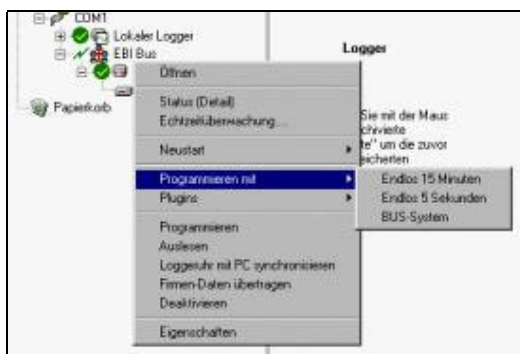 COM1
Lokaler Logger
EBI Bus
Papierkorb
Logger
Sie mit der Maus
chivierte
te" um die zuvor
eicherten
Öffnen
Status (Detail)
Echtzeitüberwachung...
Neustart
Programmieren mit
Plugins
Programmieren
Auslesen
Loggeruhr mit PC synchronisieren
Firmen-Daten übertragen
Deaktivieren
Eigenschaften
Endlos 15 Minuten
Endlos 5 Sekunden
BUS-System